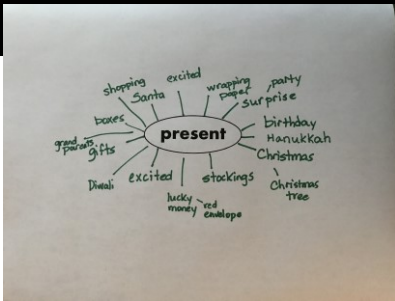 shopping
Santa
excited
wrapping
paper
party
surprise
boxes
present
birthday
Hanukkah
grand
parents
gifts
Christmas
Diwali
excited
stockings
Christmas
tree
lucky
money
red
envelope